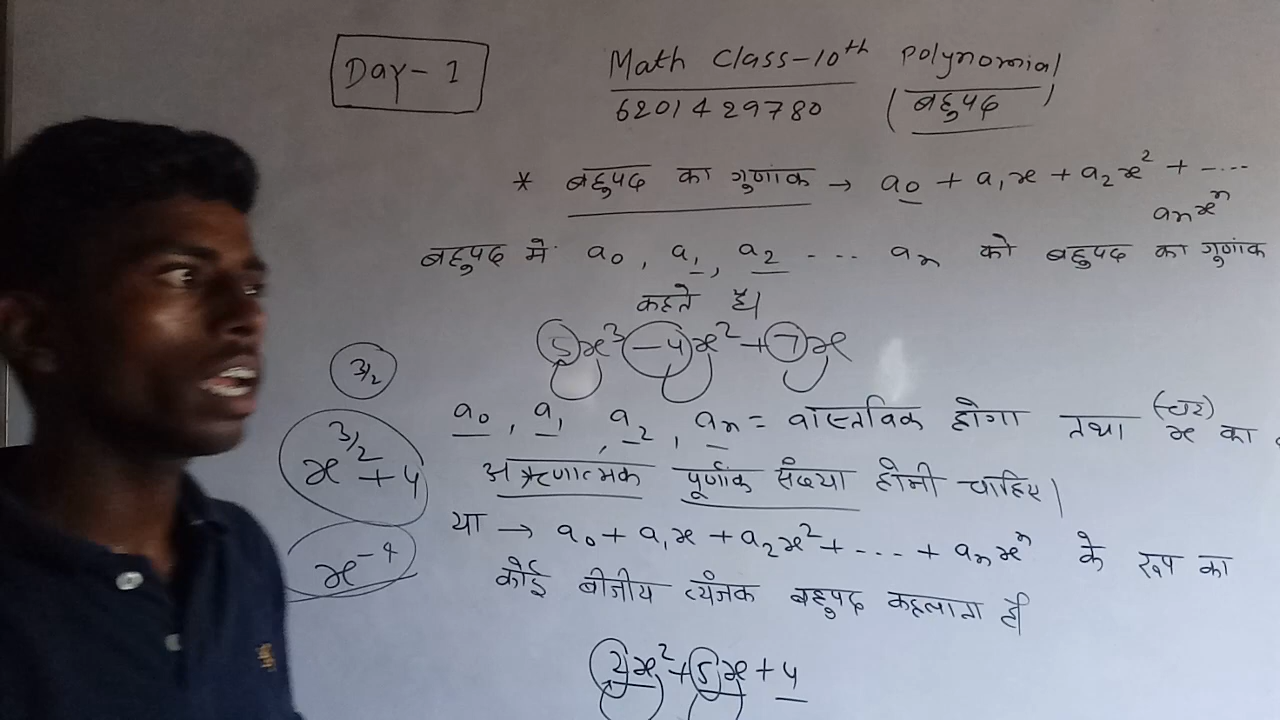 Day-1
Math Class-10th Polynomial
6201429780 (बहुपद)
* बहुपद का गुणांक → a₀ + a₁x + a₂x² + ....
aₙxⁿ
बहुपद में a₀, a₁, a₂ .... aₙ को बहुपद का गुणांक
कहते है।
5x³-4x²+7x
3/2
a₀, a₁, a₂, aₙ = वास्तविक होगा तथा (चर) x का
x^3/2+4
अऋणात्मक पूर्णांक संख्या होनी चाहिए।
या → a₀ + a₁x + a₂x² + .... + aₙxⁿ के रूप का
x⁻⁴
कोई बीजीय व्यंजक बहुपद कहलाता ही
2x²+5x+4